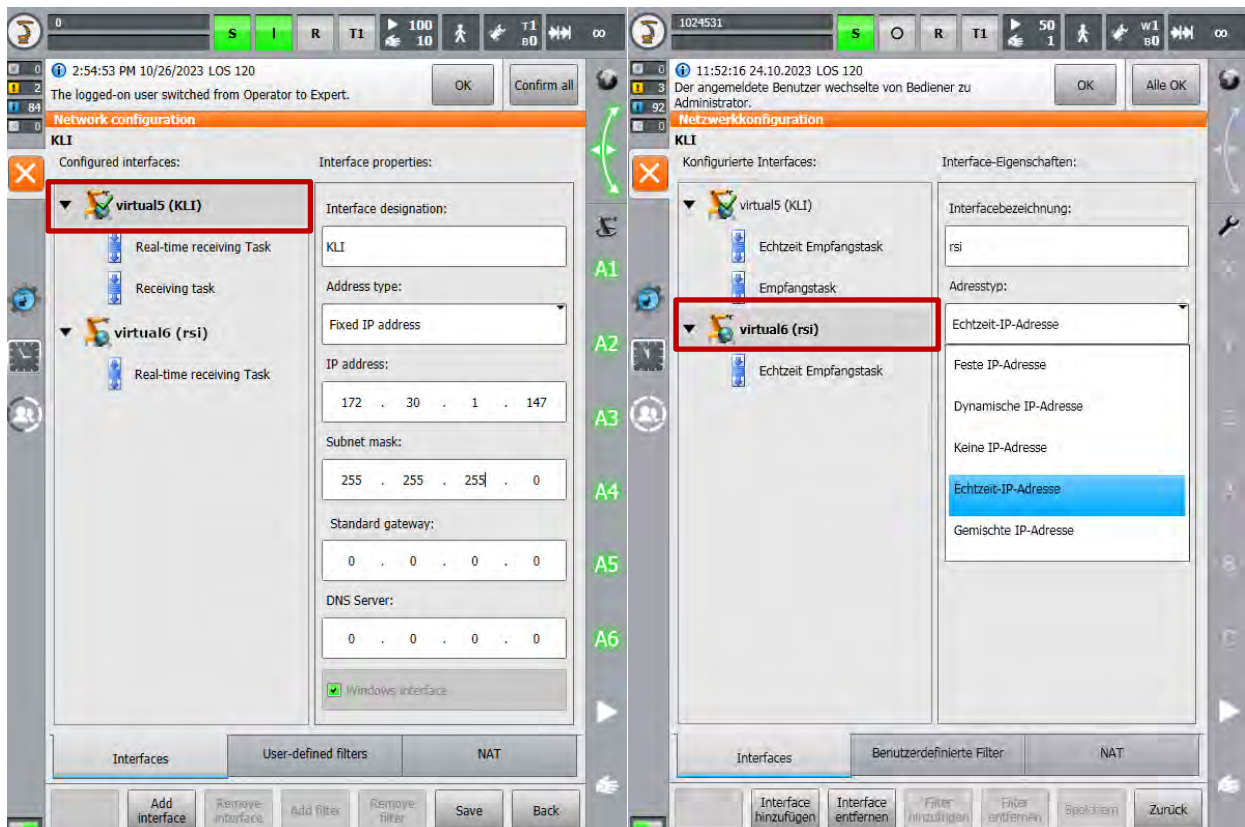 0
S
I
R
T1
100
10
T1
B0
∞
0
2
84
0
2:54:53 PM 10/26/2023 LOS 120
The logged-on user switched from Operator to Expert.
OK
Confirm all
Network configuration
KLI
Configured interfaces:
virtual5 (KLI)
Real-time receiving Task
Receiving task
virtual6 (rsi)
Real-time receiving Task
Interface properties:
Interface designation:
KLI
Address type:
Fixed IP address
IP address:
172 . 30 . 1 . 147
Subnet mask:
255 . 255 . 255 . 0
Standard gateway:
0 . 0 . 0 . 0
DNS Server:
0 . 0 . 0 . 0
Windows interface
A1
A2
A3
A4
A5
A6
Interfaces
User-defined filters
NAT
Add interface
Remove interface
Add filter
Remove filter
Save
Back
1024531
S
O
R
T1
50
1
W1
B0
∞
0
3
92
0
11:52:16 24.10.2023 LOS 120
Der angemeldete Benutzer wechselte von Bediener zu
Administrator.
OK
Alle OK
Netzwerkkonfiguration
KLI
Konfigurierte Interfaces:
virtual5 (KLI)
Echtzeit Empfangstask
Empfangstask
virtual6 (rsi)
Echtzeit Empfangstask
Interface-Eigenschaften:
Interfacebezeichnung:
rsi
Adresstyp:
Echtzeit-IP-Adresse
Feste IP-Adresse
Dynamische IP-Adresse
Keine IP-Adresse
Echtzeit-IP-Adresse
Gemischte IP-Adresse
Interfaces
Benutzerdefinierte Filter
NAT
Interface hinzufügen
Interface entfernen
Filter hinzufügen
Filter entfernen
Speichern
Zurück